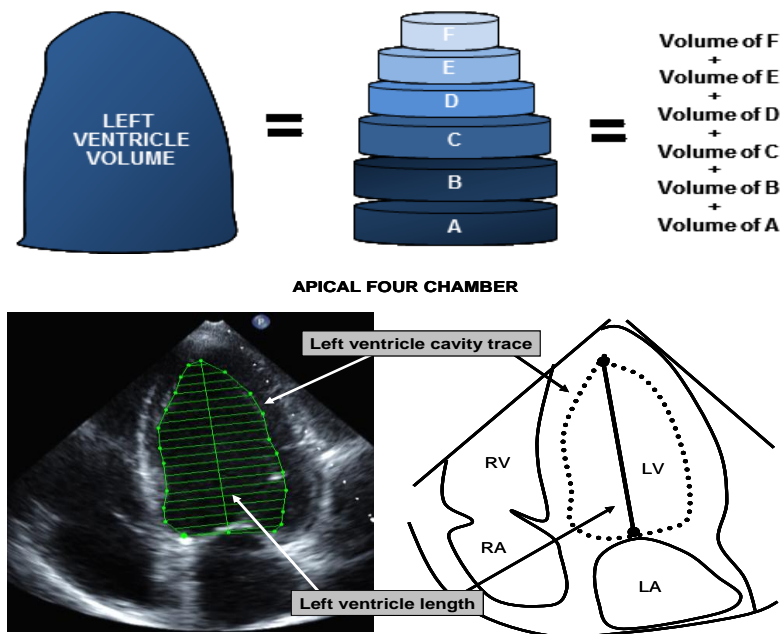 LEFT
VENTRICLE
VOLUME
=
F
E
D
C
B
A
=
Volume of F
+
Volume of E
+
Volume of D
+
Volume of C
+
Volume of B
+
Volume of A
APICAL FOUR CHAMBER
P
Left ventricle cavity trace
RV
LV
RA
LA
Left ventricle length